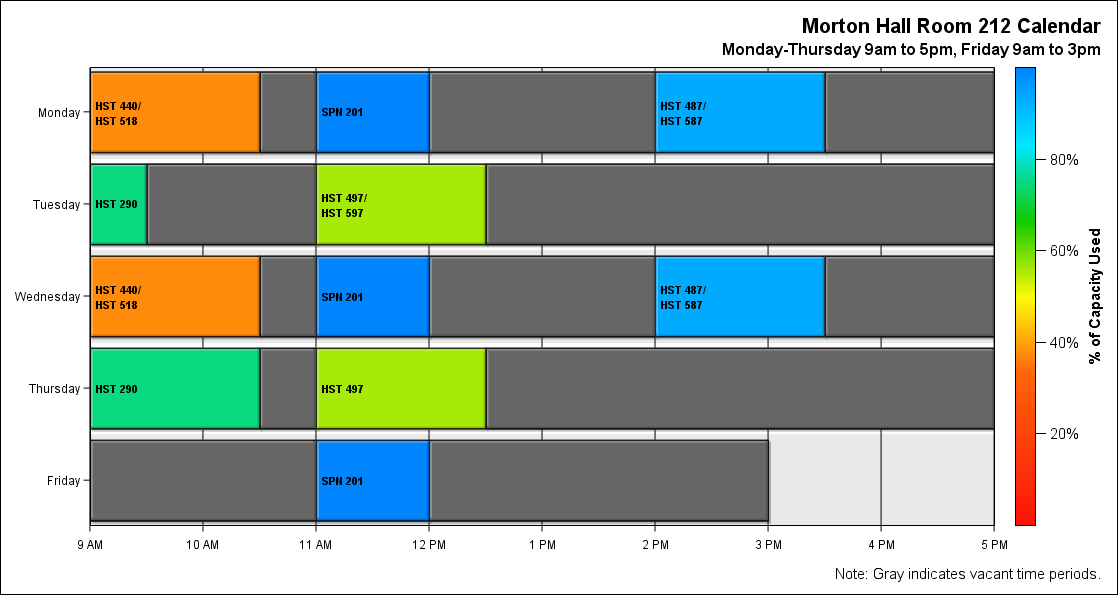 Morton Hall Room 212 Calendar
Monday-Thursday 9am to 5pm, Friday 9am to 3pm
Monday
HST 440/
HST 518
SPN 201
HST 487/
HST 587
Tuesday
HST 290
HST 497/
HST 597
Wednesday
HST 440/
HST 518
SPN 201
HST 487/
HST 587
Thursday
HST 290
HST 497
Friday
SPN 201
9 AM
10 AM
11 AM
12 PM
1 PM
2 PM
3 PM
4 PM
5 PM
80%
60%
40%
20%
% of Capacity Used
Note: Gray indicates vacant time periods.